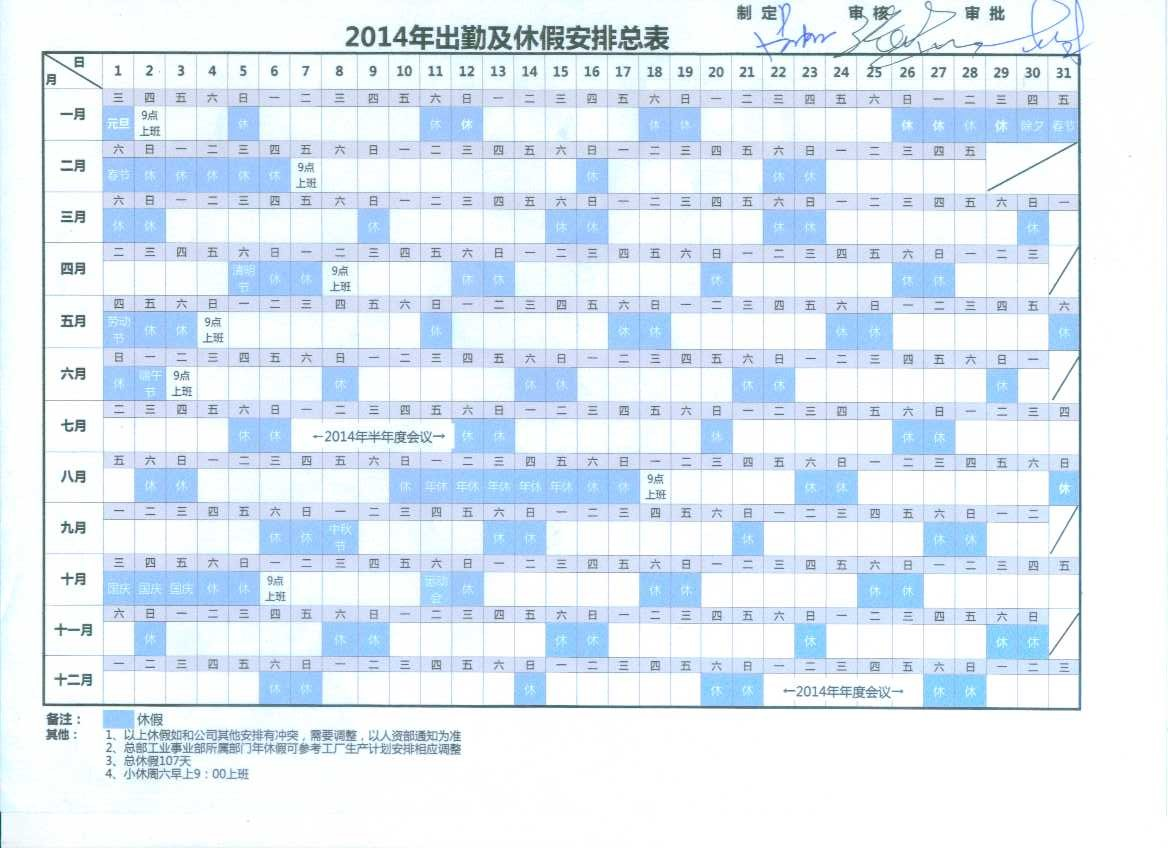 制 定 审 核 审 批
2014年出勤及休假安排总表
日
月
1 2 3 4 5 6 7 8 9 10 11 12 13 14 15 16 17 18 19 20 21 22 23 24 25 26 27 28 29 30 31
三 四 五 六 日 一 二 三 四 五 六 日 一 二 三 四 五 六 日 一 二 三 四 五 六 日 一 二 三 四 五
一月 元旦 9点上班 休 休 休 休 休 休 休 休 休 除夕 春节
六 日 一 二 三 四 五 六 日 一 二 三 四 五 六 日 一 二 三 四 五 六 日 一 二 三 四 五
二月 春节 休 休 休 休 休 9点上班 休 休 休
六 日 一 二 三 四 五 六 日 一 二 三 四 五 六 日 一 二 三 四 五 六 日 一 二 三 四 五 六 日 一
三月 休 休 休 休 休 休 休 休
二 三 四 五 六 日 一 二 三 四 五 六 日 一 二 三 四 五 六 日 一 二 三 四 五 六 日 一 二 三
四月 清明节 休 休 9点上班 休 休 休 休 休
四 五 六 日 一 二 三 四 五 六 日 一 二 三 四 五 六 日 一 二 三 四 五 六 日 一 二 三 四 五 六
五月 劳动节 休 休 9点上班 休 休 休 休 休 休
日 一 二 三 四 五 六 日 一 二 三 四 五 六 日 一 二 三 四 五 六 日 一 二 三 四 五 六 日 一
六月 休 端午节 9点上班 休 休 休 休 休 休
二 三 四 五 六 日 一 二 三 四 五 六 日 一 二 三 四 五 六 日 一 二 三 四 五 六 日 一 二 三 四
七月 休 休 ←2014年半年度会议→ 休 休 休 休 休
五 六 日 一 二 三 四 五 六 日 一 二 三 四 五 六 日 一 二 三 四 五 六 日 一 二 三 四 五 六 日
八月 休 休 休 年休 年休 年休 年休 年休 休 休 9点上班 休 休 休
一 二 三 四 五 六 日 一 二 三 四 五 六 日 一 二 三 四 五 六 日 一 二 三 四 五 六 日 一 二
九月 休 休 中秋节 休 休 休 休 休
三 四 五 六 日 一 二 三 四 五 六 日 一 二 三 四 五 六 日 一 二 三 四 五 六 日 一 二 三 四 五
十月 国庆 国庆 国庆 休 休 9点上班 运动会 休 休 休 休 休
六 日 一 二 三 四 五 六 日 一 二 三 四 五 六 日 一 二 三 四 五 六 日 一 二 三 四 五 六 日
十一月 休 休 休 休 休 休 休 休
一 二 三 四 五 六 日 一 二 三 四 五 六 日 一 二 三 四 五 六 日 一 二 三 四 五 六 日 一 二 三
十二月 休 休 休 休 休 ←2014年年度会议→ 休 休
备注： 休假
其他： 1、以上休假如和公司其他安排有冲突，需要调整，以人资部通知为准
2、总部工业事业部所属部门年休假可参考工厂生产计划安排相应调整
3、总休假107天
4、小休周六早上9：00上班